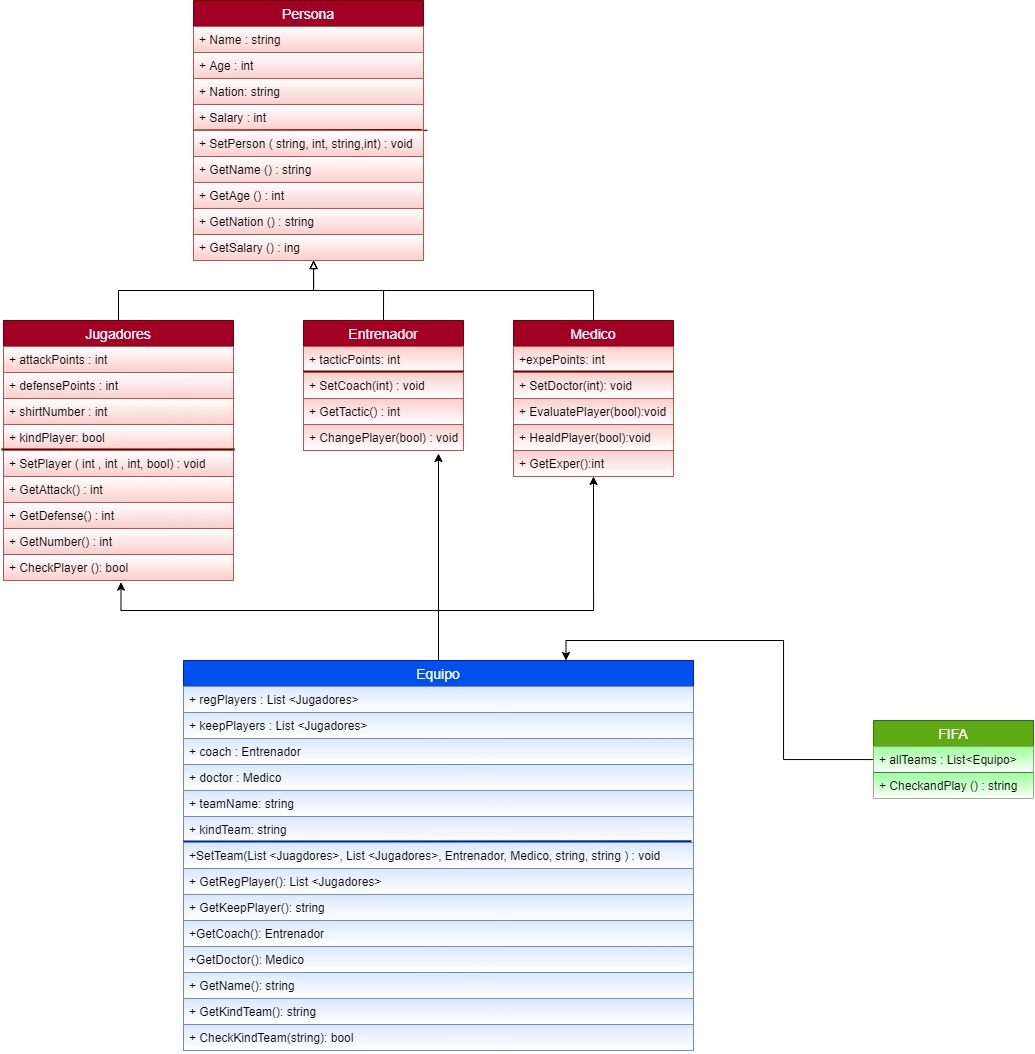 Persona
+ Name : string
+ Age : int
+ Nation: string
+ Salary : int
+ SetPerson ( string, int, string,int) : void
+ GetName () : string
+ GetAge () : int
+ GetNation () : string
+ GetSalary () : ing
Jugadores
+ attackPoints : int
+ defensePoints : int
+ shirtNumber : int
+ kindPlayer: bool
+ SetPlayer ( int , int , int, bool) : void
+ GetAttack() : int
+ GetDefense() : int
+ GetNumber() : int
+ CheckPlayer (): bool
Entrenador
+ tacticPoints: int
+ SetCoach(int) : void
+ GetTactic() : int
+ ChangePlayer(bool) : void
Medico
+expePoints: int
+ SetDoctor(int): void
+ EvaluatePlayer(bool):void
+ HealdPlayer(bool):void
+ GetExper():int
Equipo
+ regPlayers : List <Jugadores>
+ keepPlayers : List <Jugadores>
+ coach : Entrenador
+ doctor : Medico
+ teamName: string
+ kindTeam: string
+SetTeam(List <Juagdores>, List <Jugadores>, Entrenador, Medico, string, string ) : void
+ GetRegPlayer(): List <Jugadores>
+ GetKeepPlayer(): string
+GetCoach(): Entrenador
+GetDoctor(): Medico
+ GetName(): string
+ GetKindTeam(): string
+ CheckKindTeam(string): bool
FIFA
+ allTeams : List<Equipo>
+ CheckandPlay () : string